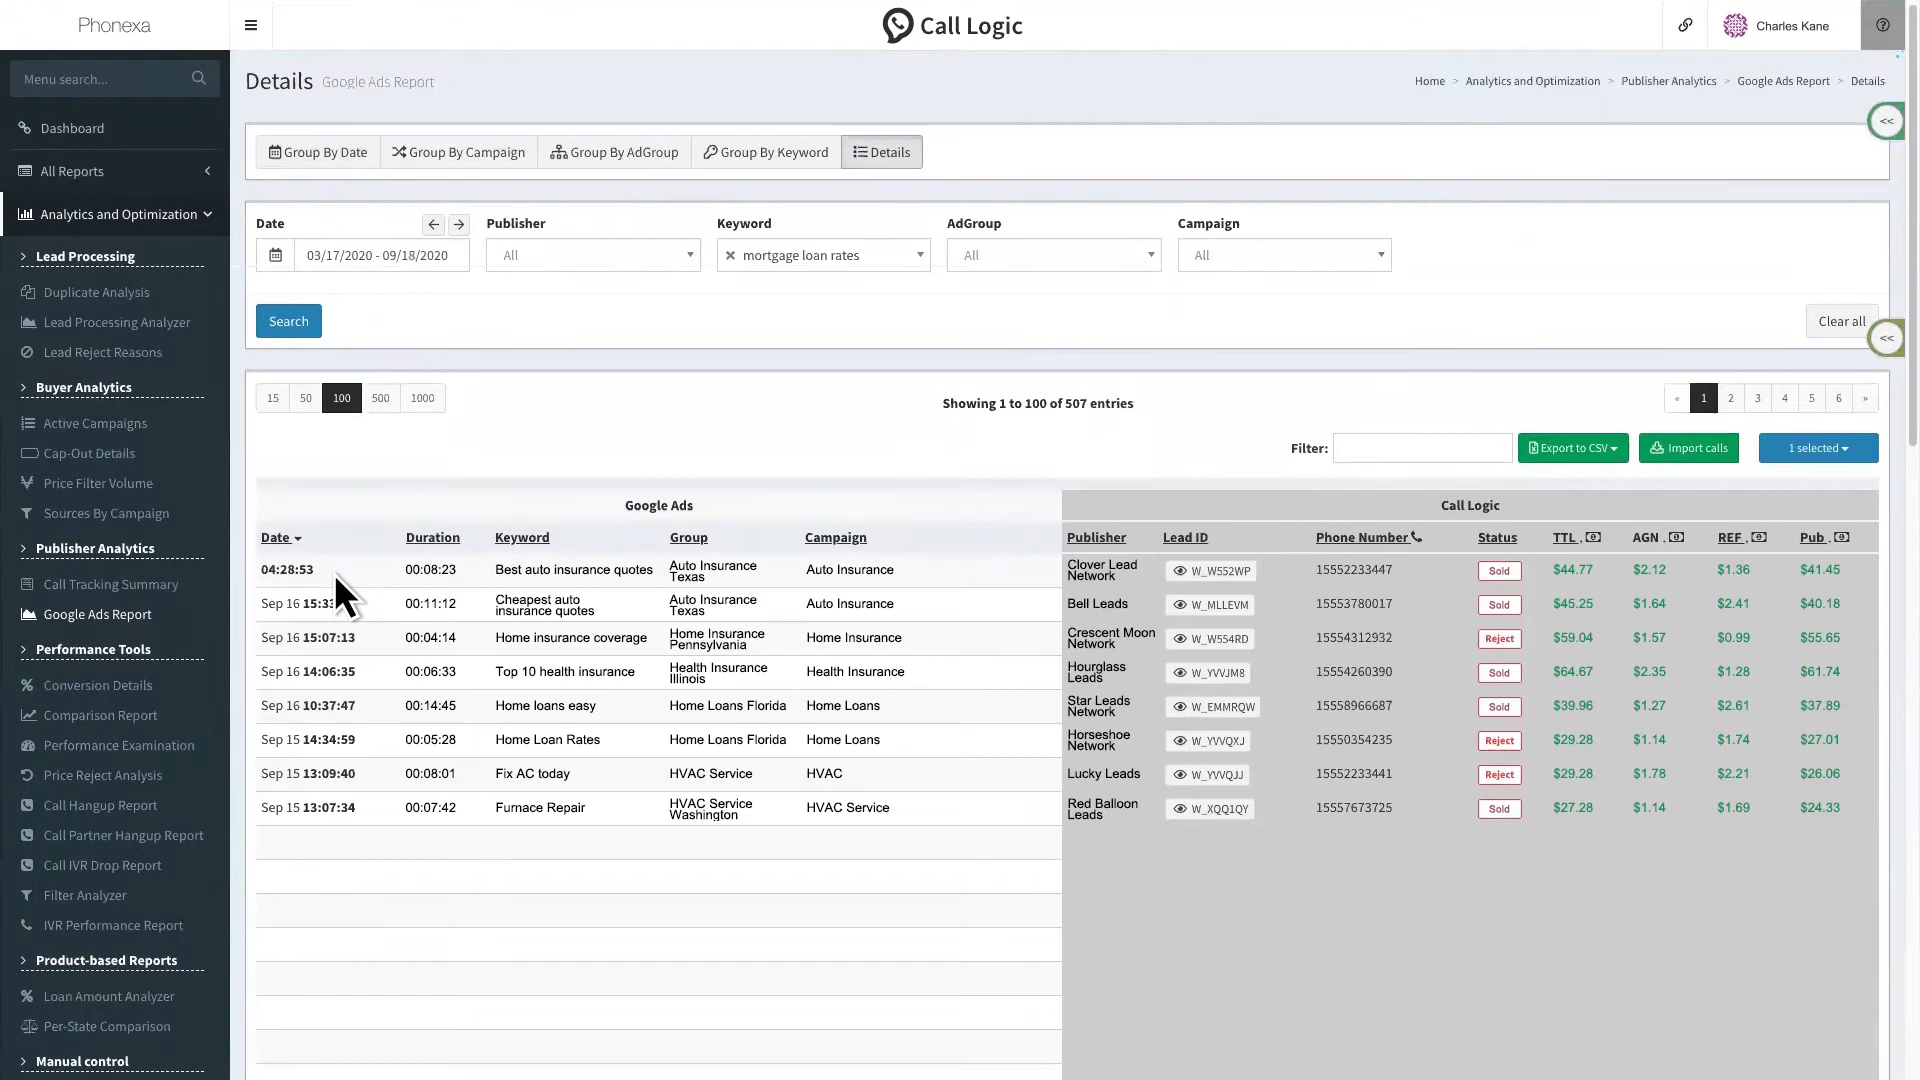 Phonexa
Call Logic
Charles Kane
Menu search...
Dashboard
All Reports
Analytics and Optimization
Lead Processing
Duplicate Analysis
Lead Processing Analyzer
Lead Reject Reasons
Buyer Analytics
Active Campaigns
Cap-Out Details
Price Filter Volume
Sources By Campaign
Publisher Analytics
Call Tracking Summary
Google Ads Report
Performance Tools
Conversion Details
Comparison Report
Performance Examination
Price Reject Analysis
Call Hangup Report
Call Partner Hangup Report
Call IVR Drop Report
Filter Analyzer
IVR Performance Report
Product-based Reports
Loan Amount Analyzer
Per-State Comparison
Manual control
Details Google Ads Report
Home > Analytics and Optimization > Publisher Analytics > Google Ads Report > Details
<<
Group By Date Group By Campaign Group By AdGroup Group By Keyword Details
Date Publisher Keyword AdGroup Campaign
03/17/2020 - 09/18/2020 All × mortgage loan rates All All
Search Clear all
<<
15 50 100 500 1000 Showing 1 to 100 of 507 entries « 1 2 3 4 5 6 »
Filter: Export to CSV Import calls 1 selected
Google Ads Call Logic
Date Duration Keyword Group Campaign Publisher Lead ID Phone Number Status TTL. AGN. REF. Pub.
04:28:53 00:08:23 Best auto insurance quotes Auto Insurance Texas Auto Insurance Clover Lead Network W_W552WP 15552233447 Sold $44.77 $2.12 $1.36 $41.45
Sep 16 00:11:12 Cheapest auto insurance quotes Auto Insurance Texas Auto Insurance Bell Leads W_MLLEVM 15553780017 Sold $45.25 $1.64 $2.41 $40.18
Sep 16 15:07:13 00:04:14 Home insurance coverage Home Insurance Pennsylvania Home Insurance Crescent Moon Network W_W554RD 15554312932 Reject $59.04 $1.57 $0.99 $55.65
Sep 16 14:06:35 00:06:33 Top 10 health insurance Health Insurance Illinois Health Insurance Hourglass Leads W_YVVJM8 15554260390 Sold $64.67 $2.35 $1.28 $61.74
Sep 16 10:37:47 00:14:45 Home loans easy Home Loans Florida Home Loans Star Leads Network W_EMMRQW 15558966687 Sold $39.96 $1.27 $2.61 $37.89
Sep 15 14:34:59 00:05:28 Home Loan Rates Home Loans Florida Home Loans Horseshoe Network W_YVVQXJ 15550354235 Reject $29.28 $1.14 $1.74 $27.01
Sep 15 13:09:40 00:08:01 Fix AC today HVAC Service HVAC Lucky Leads W_YVVQJJ 15552233441 Reject $29.28 $1.78 $2.21 $26.06
Sep 15 13:07:34 00:07:42 Furnace Repair HVAC Service Washington HVAC Service Red Balloon Leads W_XQQ1QY 15557673725 Sold $27.28 $1.14 $1.69 $24.33